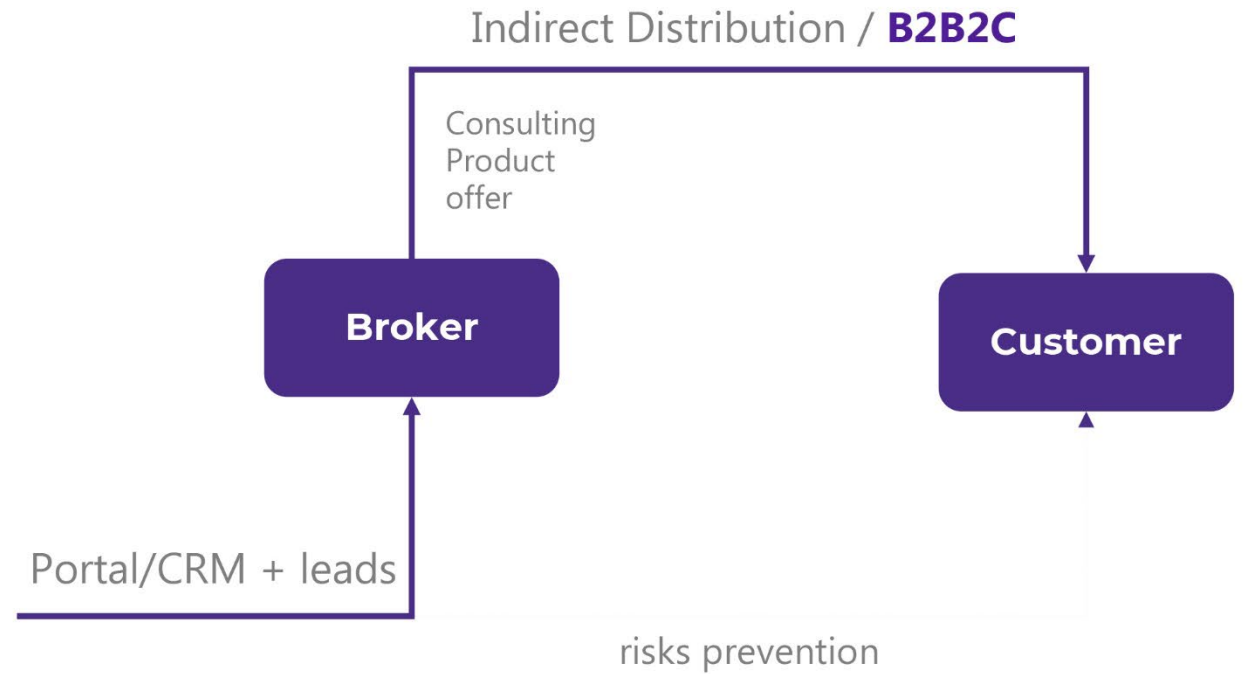 Indirect Distribution / B2B2C
Consulting
Product
offer
Broker
Customer
Portal/CRM + leads
risks prevention